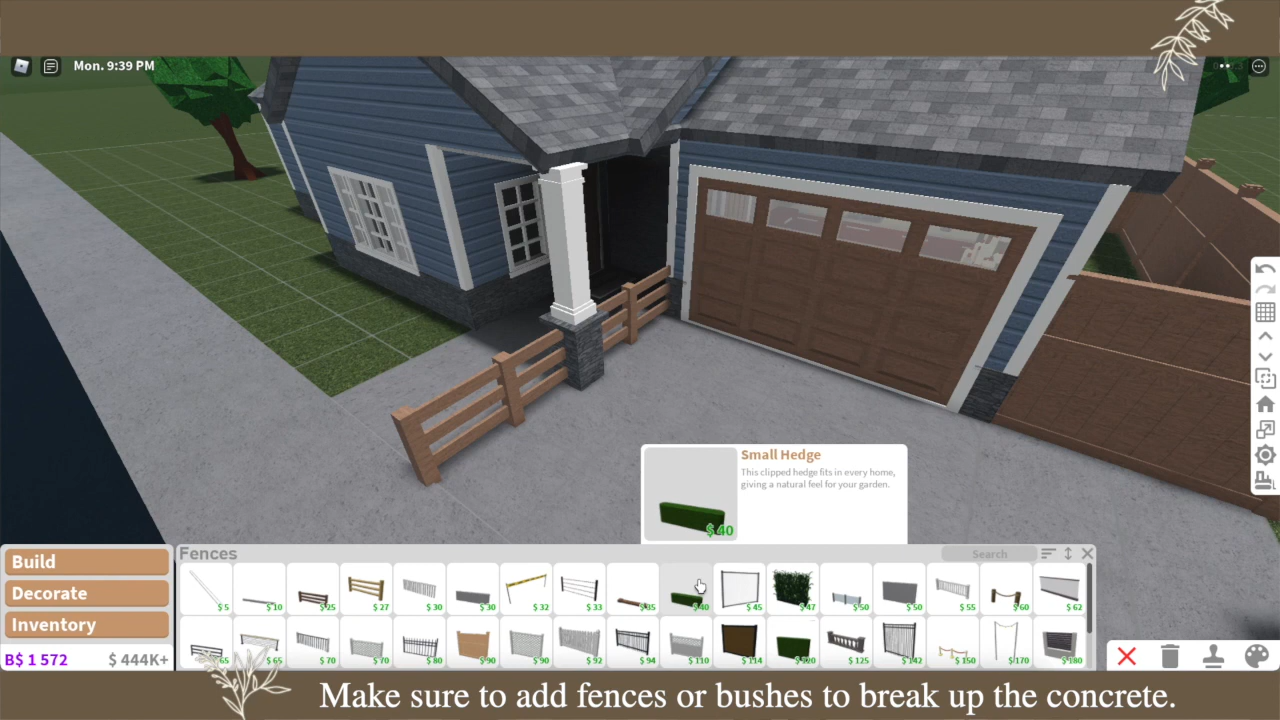 Mon. 9:39 PM
Small Hedge
This clipped hedge fits in every home,
giving a natural feel for your garden.
$ 40
Build
Decorate
Inventory
B$ 1 572 $ 444K+
Fences
Search
$ 5 $ 10 $ 25 $ 27 $ 30 $ 30 $ 32 $ 33 $ 35 $ 40 $ 45 $ 47 $ 50 $ 50 $ 55 $ 60 $ 62
$ 65 $ 65 $ 70 $ 70 $ 80 $ 90 $ 90 $ 92 $ 94 $ 110 $ 114 $ 120 $ 125 $ 142 $ 150 $ 170 $ 180
Make sure to add fences or bushes to break up the concrete.